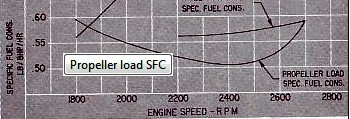 SPEC. FUEL CONS.
.60
.50
SPECIFIC FUEL CONS.
LB/BHP/HR
Propeller load SFC
PROPELLER LOAD
SPEC. FUEL CONS.
1800
2000
2200
2400
2600
2800
ENGINE SPEED - RPM